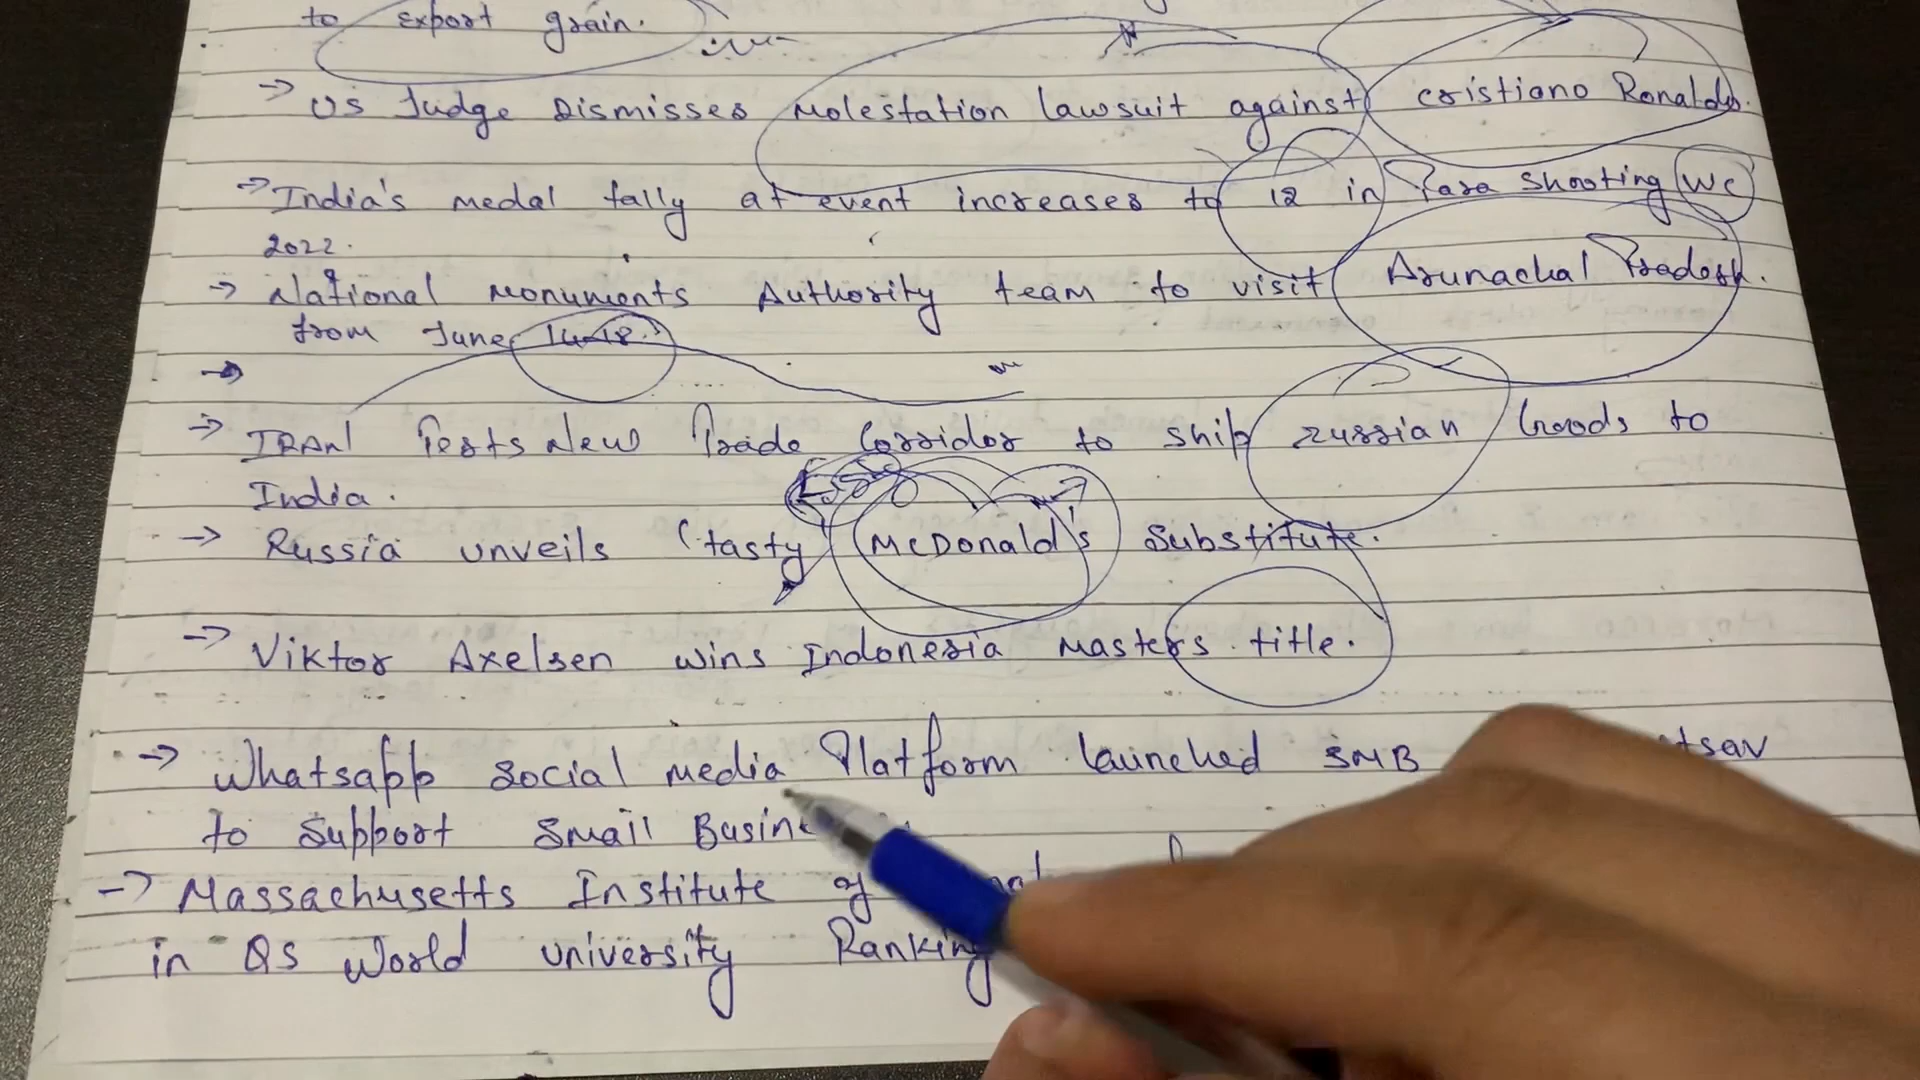 to export grain.
→ US Judge Dismisses Molestation lawsuit against cristiano Ronaldo.
→ India's medal tally at event increases to 12 in Para Shooting WC
2022.
→ National Monuments Authority team to visit Arunachal Pradesh.
from June 14-18.
→
→ IRAN Tests New Trade Corridor to ship russian Goods to
India.
→ Russia unveils 'tasty' McDonald's Substitute.
→ Viktor Axelsen wins Indonesia Masters title.
→ Whatsapp social media Platform launched SMB
to Support Small
→ Massachusetts Institute of
in QS World University Ranking